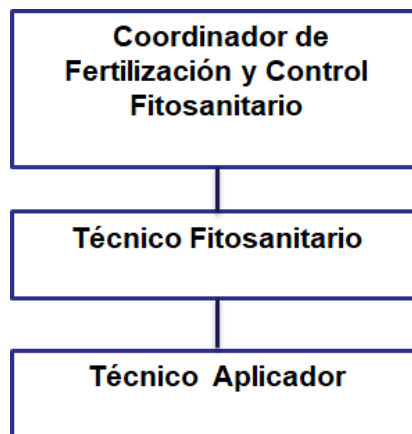 Coordinador de
Fertilización y Control
Fitosanitario
Técnico Fitosanitario
Técnico Aplicador